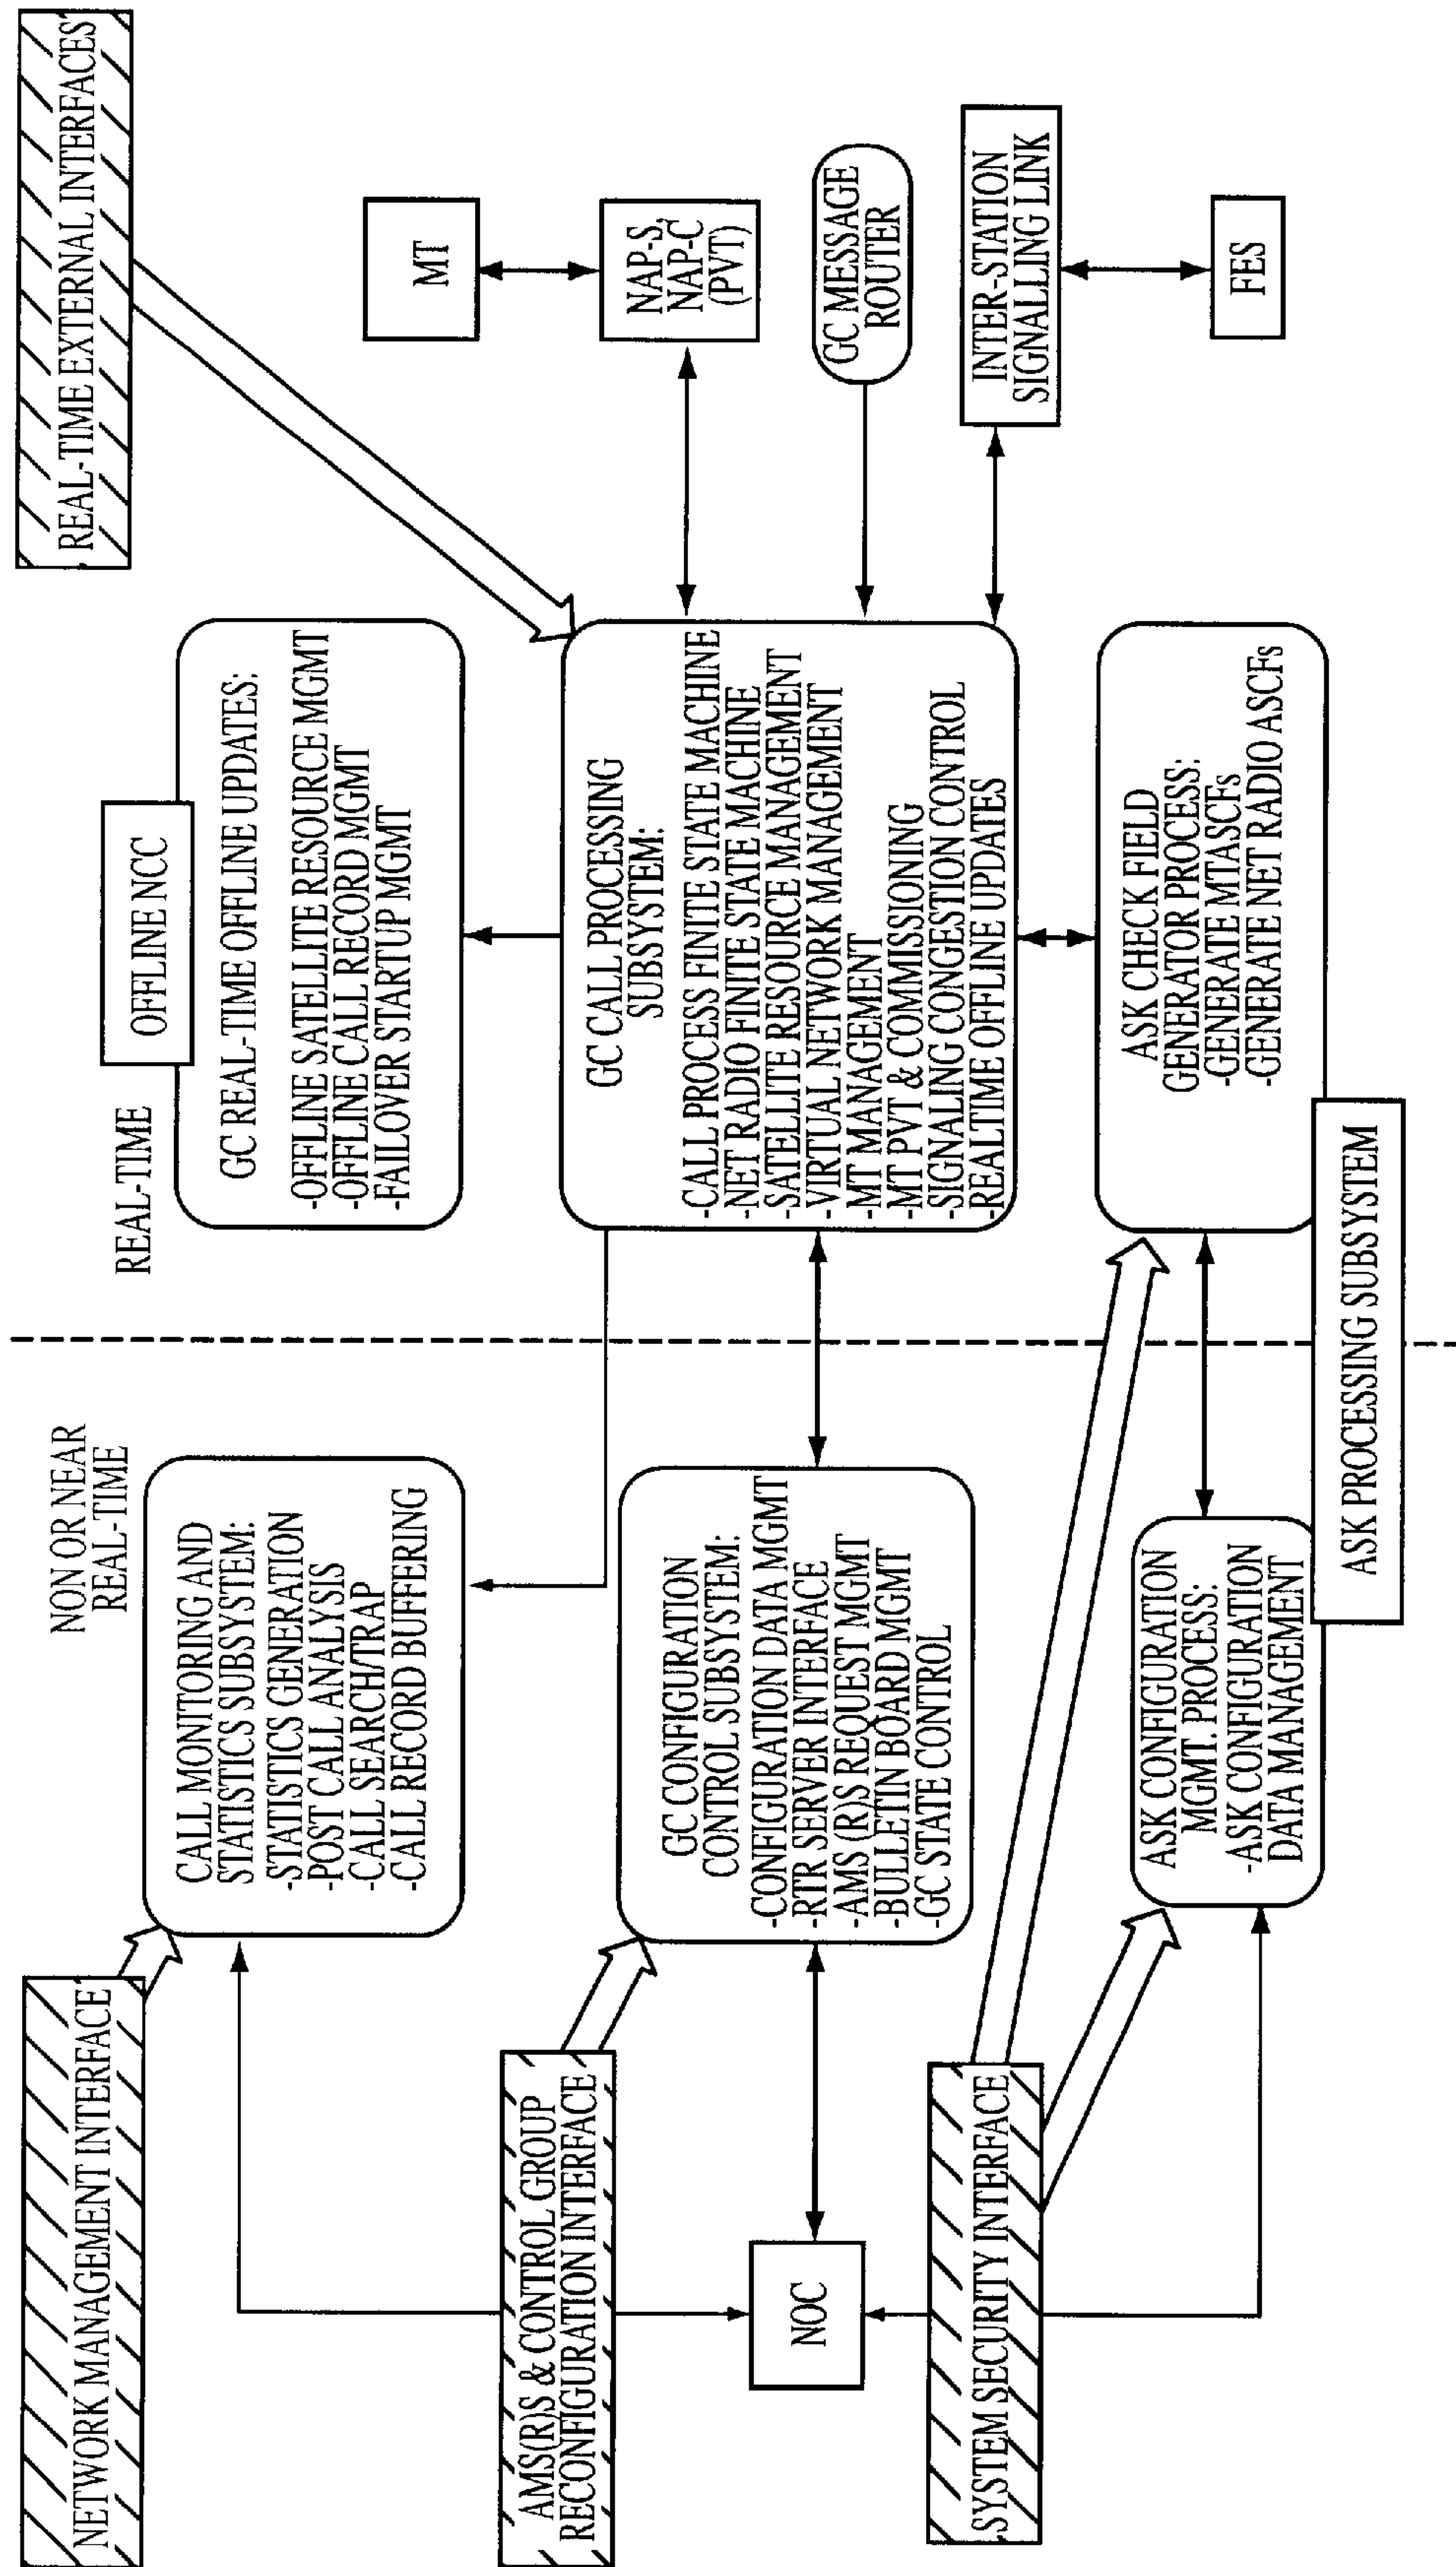 NETWORK MANAGEMENT INTERFACE
NON OR NEAR
REAL-TIME
CALL MONITORING AND
STATISTICS SUBSYSTEM:
-STATISTICS GENERATION
-POST CALL ANALYSIS
-CALL SEARCH/TRAP
-CALL RECORD BUFFERING
REAL-TIME
OFFLINE NCC
GC REAL-TIME OFFLINE UPDATES:
-OFFLINE SATELLITE RESOURCE MGMT
-OFFLINE CALL RECORD MGMT
-FAILOVER STARTUP MGMT
REAL-TIME EXTERNAL INTERFACES
AMS(R)S & CONTROL GROUP
RECONFIGURATION INTERFACE
GC CONFIGURATION
CONTROL SUBSYSTEM:
-CONFIGURATION DATA MGMT
-RTR SERVER INTERFACE
-AMS (R)S REQUEST MGMT
-BULLETIN BOARD MGMT
-GC STATE CONTROL
GC CALL PROCESSING
SUBSYSTEM:
-CALL PROCESS FINITE STATE MACHINE
-NET RADIO FINITE STATE MACHINE
-SATELLITE RESOURCE MANAGEMENT
-VIRTUAL NETWORK MANAGEMENT
-MT MANAGEMENT
-MT PVT & COMMISSIONING
-SIGNALING CONGESTION CONTROL
-REALTIME OFFLINE UPDATES
MT
NAP-S,
NAP-C
(PVT)
GC MESSAGE
ROUTER
INTER-STATION
SIGNALLING LINK
FES
NOC
SYSTEM SECURITY INTERFACE
ASK CONFIGURATION
MGMT. PROCESS:
-ASK CONFIGURATION
DATA MANAGEMENT
ASK CHECK FIELD
GENERATOR PROCESS:
-GENERATE MTASCFs
-GENERATE NET RADIO ASCFs
ASK PROCESSING SUBSYSTEM